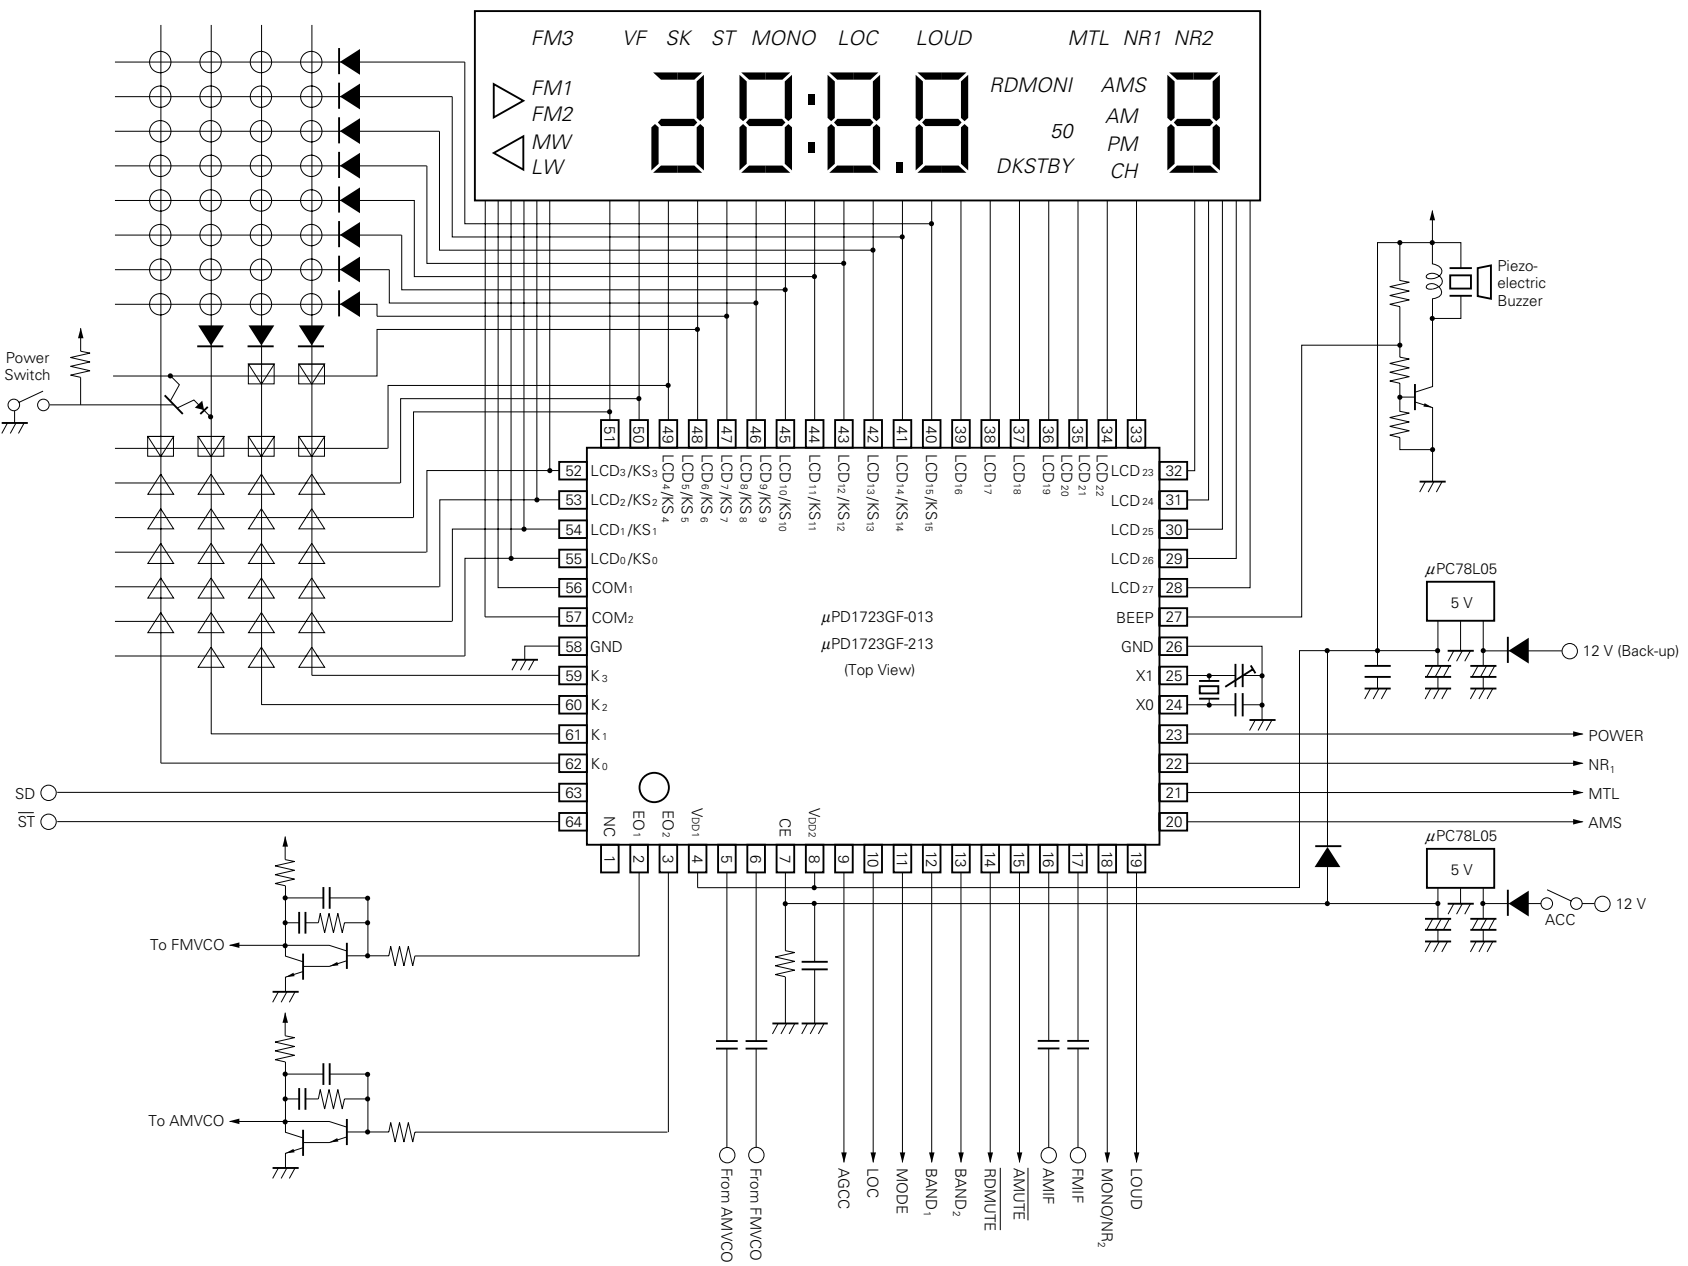 FM3 VF SK ST MONO LOC LOUD MTL NR1 NR2
FM1 RDMONI AMS
FM2 AM
50
MW PM
LW DKSTBY CH
28:8.8 8
Power
Switch
Piezo-
electric
Buzzer
51 50 49 48 47 46 45 44 43 42 41 40 39 38 37 36 35 34 33
LCD4/KS4
LCD5/KS5
LCD6/KS6
LCD7/KS7
LCD8/KS8
LCD9/KS9
LCD10/KS10
LCD11/KS11
LCD12/KS12
LCD13/KS13
LCD14/KS14
LCD15/KS15
LCD16
LCD17
LCD18
LCD19
LCD20
LCD21
LCD22
52 LCD3/KS3
53 LCD2/KS2
54 LCD1/KS1
55 LCD0/KS0
56 COM1
57 COM2
58 GND
59 K3
60 K2
61 K1
62 K0
63
64
SD
S̅T̅
LCD23 32
LCD24 31
LCD25 30
LCD26 29
LCD27 28
BEEP 27
GND 26
X1 25
X0 24
23 POWER
22 NR1
21 MTL
20 AMS
μPD1723GF-013
μPD1723GF-213
(Top View)
μPC78L05
5 V
12 V (Back-up)
μPC78L05
5 V
ACC
12 V
NC
EO1
EO2
VDD1
CE
VDD2
1 2 3 4 5 6 7 8 9 10 11 12 13 14 15 16 17 18 19
To FMVCO
To AMVCO
From AMVCO
From FMVCO
AGCC
LOC
MODE
BAND1
BAND2
R̅D̅M̅U̅T̅E̅
A̅M̅U̅T̅E̅
AMIF
FMIF
MONO/NR2
LOUD